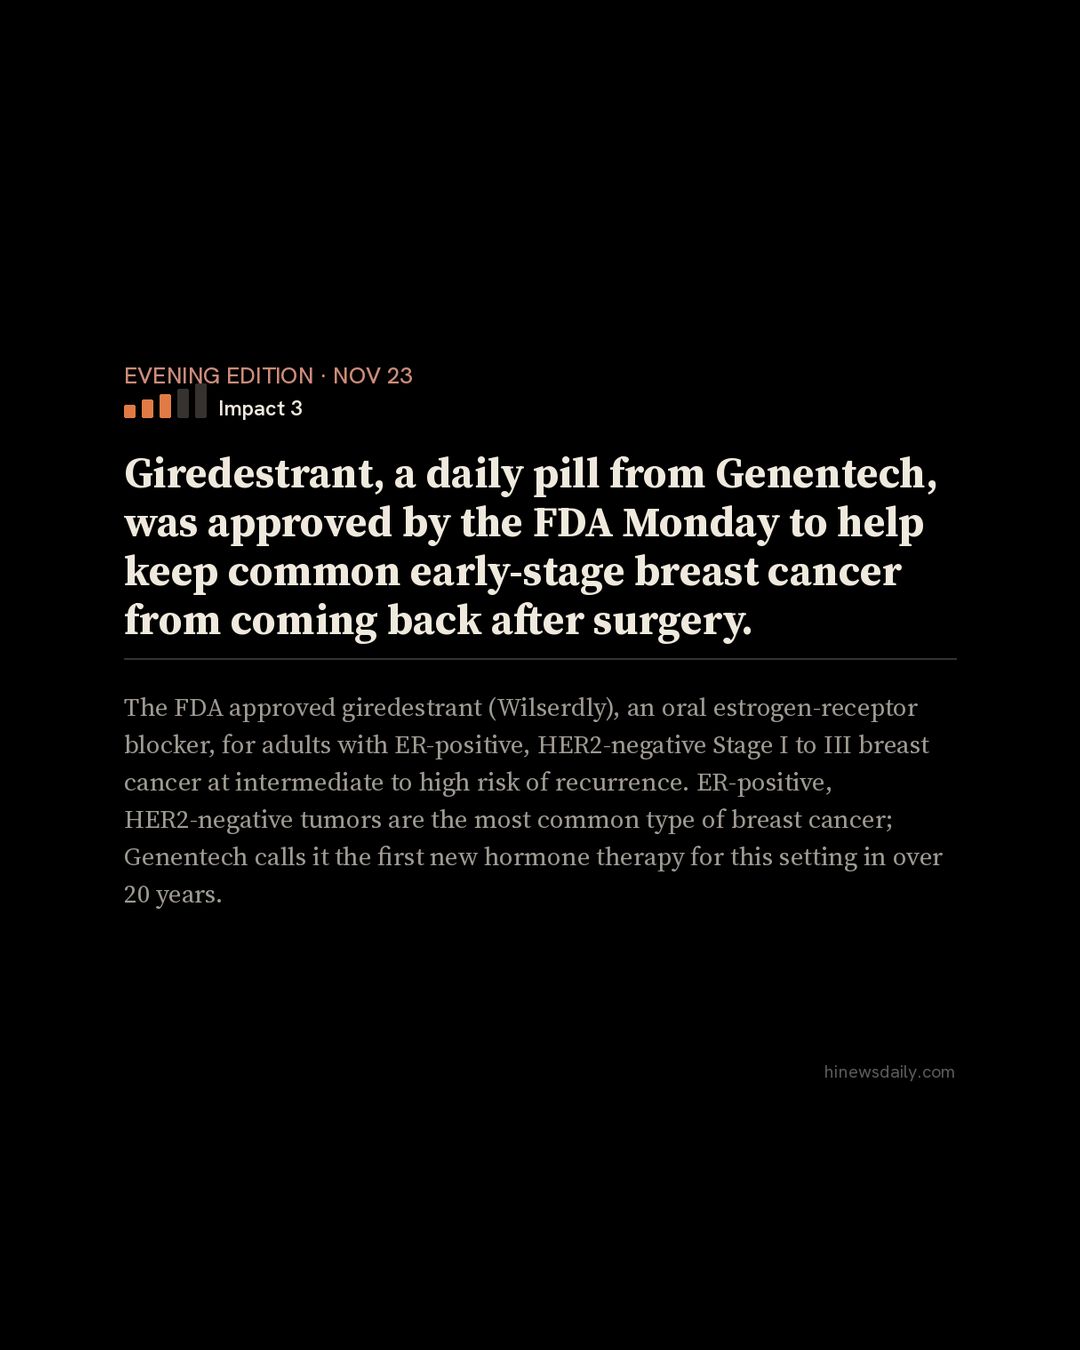 EVENING EDITION · NOV 23
Impact 3
Giredestrant, a daily pill from Genentech,
was approved by the FDA Monday to help
keep common early-stage breast cancer
from coming back after surgery.
The FDA approved giredestrant (Wilserdly), an oral estrogen-receptor
blocker, for adults with ER-positive, HER2-negative Stage I to III breast
cancer at intermediate to high risk of recurrence. ER-positive,
HER2-negative tumors are the most common type of breast cancer;
Genentech calls it the first new hormone therapy for this setting in over
20 years.
hinewsdaily.com